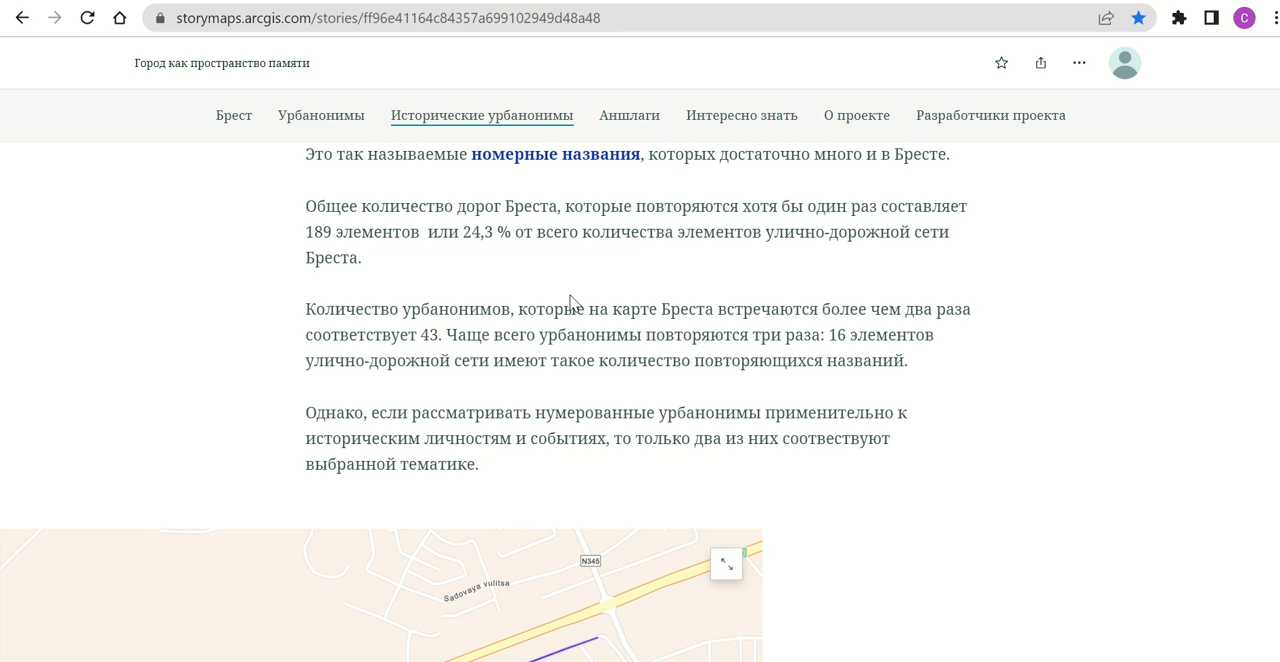 storymaps.arcgis.com/stories/ff96e41164c84357a699102949d48a48
C
Город как пространство памяти
Брест Урбанонимы Исторические урбанонимы Аншлаги Интересно знать О проекте Разработчики проекта
Это так называемые номерные названия, которых достаточно много и в Бресте.
Общее количество дорог Бреста, которые повторяются хотя бы один раз составляет
189 элементов или 24,3 % от всего количества элементов улично-дорожной сети
Бреста.
Количество урбанонимов, которые на карте Бреста встречаются более чем два раза
соответствует 43. Чаще всего урбанонимы повторяются три раза: 16 элементов
улично-дорожной сети имеют такое количество повторяющихся названий.
Однако, если рассматривать нумерованные урбанонимы применительно к
историческим личностям и событиях, то только два из них соотвествуют
выбранной тематике.
N345
Sadovaya vulitsa